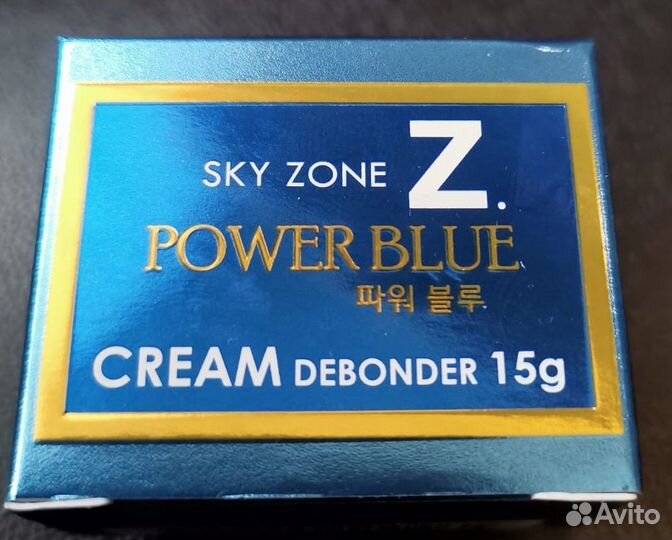 SKY ZONE Z.
POWER BLUE
파워 블루
CREAM DEBONDER 15g
Avito